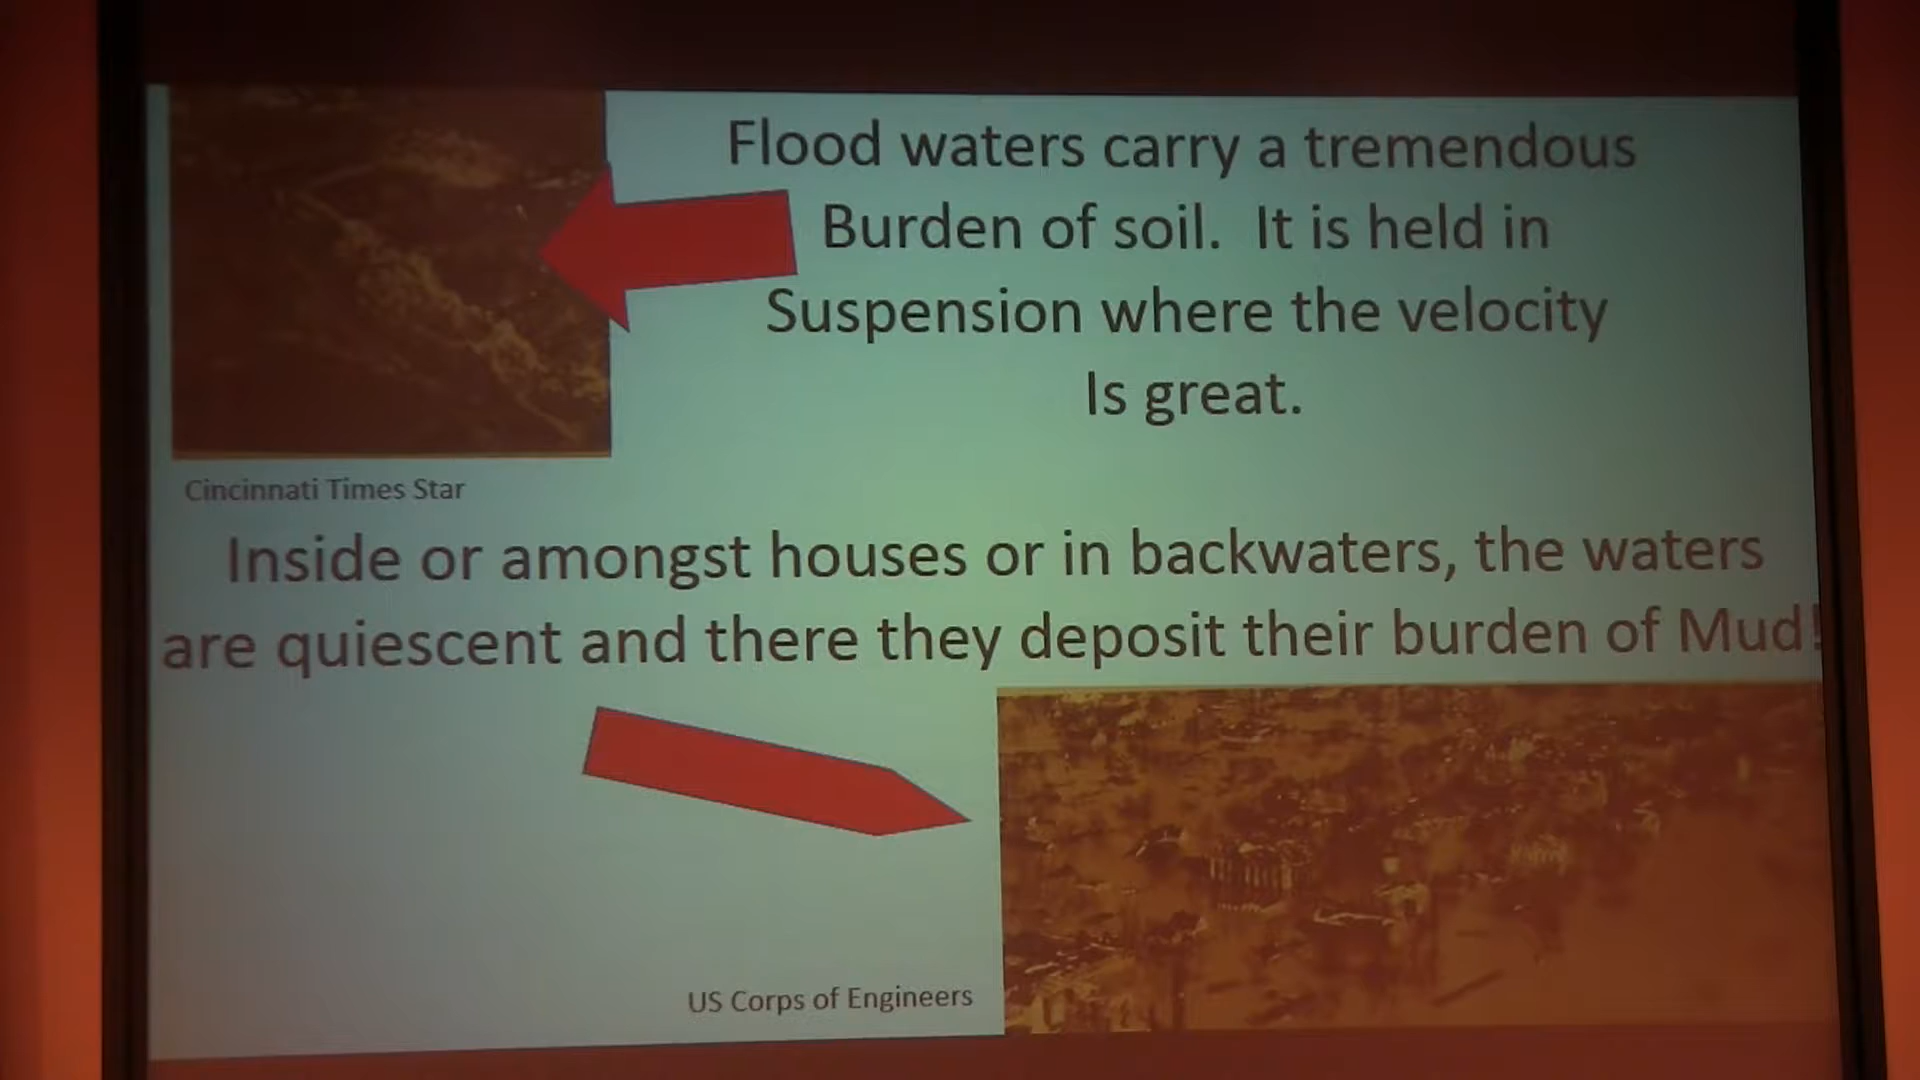 Flood waters carry a tremendous
Burden of soil. It is held in
Suspension where the velocity
Is great.
Cincinnati Times Star
Inside or amongst houses or in backwaters, the waters
are quiescent and there they deposit their burden of Mud!
US Corps of Engineers